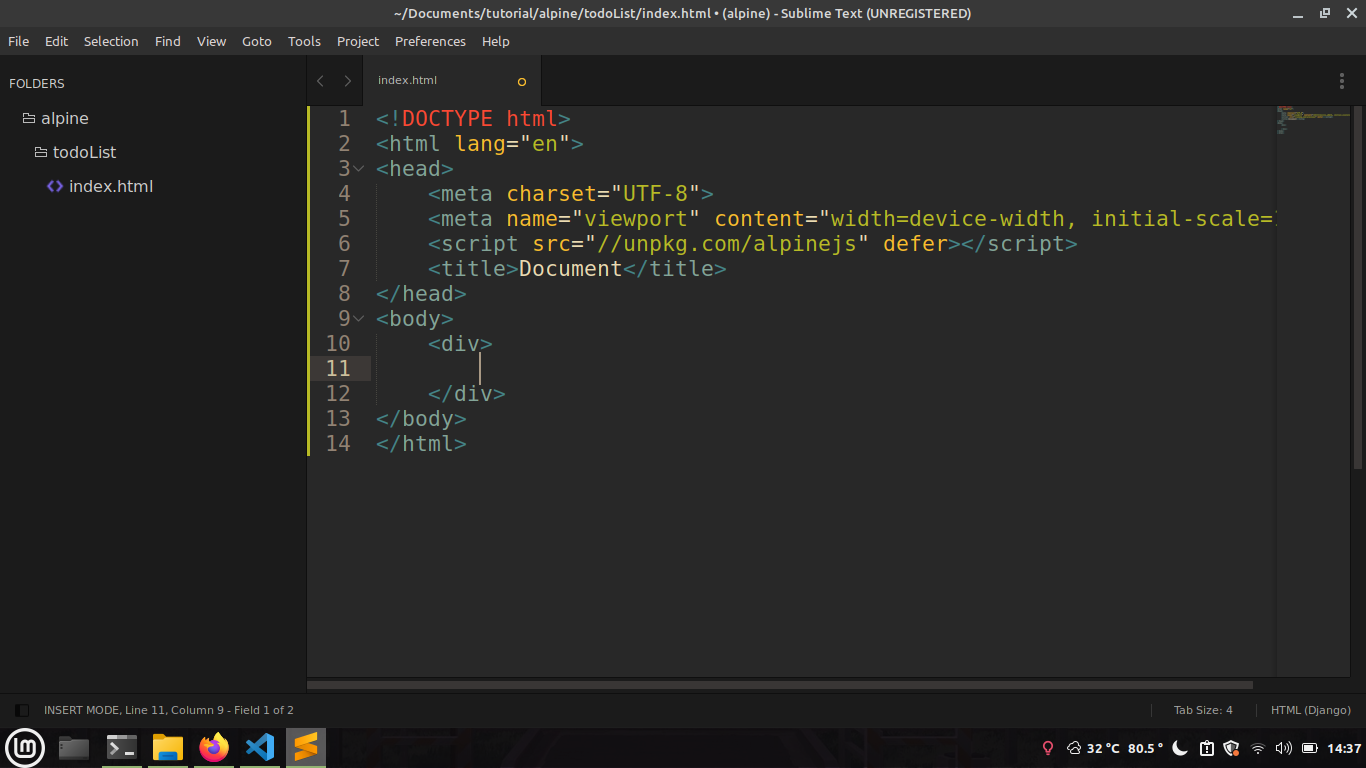 ~/Documents/tutorial/alpine/todoList/index.html • (alpine) - Sublime Text (UNREGISTERED)
File Edit Selection Find View Goto Tools Project Preferences Help
FOLDERS
alpine
todoList
index.html
index.html
1 <!DOCTYPE html>
2 <html lang="en">
3 <head>
4 <meta charset="UTF-8">
5 <meta name="viewport" content="width=device-width, initial-scale=
6 <script src="//unpkg.com/alpinejs" defer></script>
7 <title>Document</title>
8 </head>
9 <body>
10 <div>
11
12 </div>
13 </body>
14 </html>
INSERT MODE, Line 11, Column 9 - Field 1 of 2
Tab Size: 4
HTML (Django)
32 °C 80.5 ° 14:37